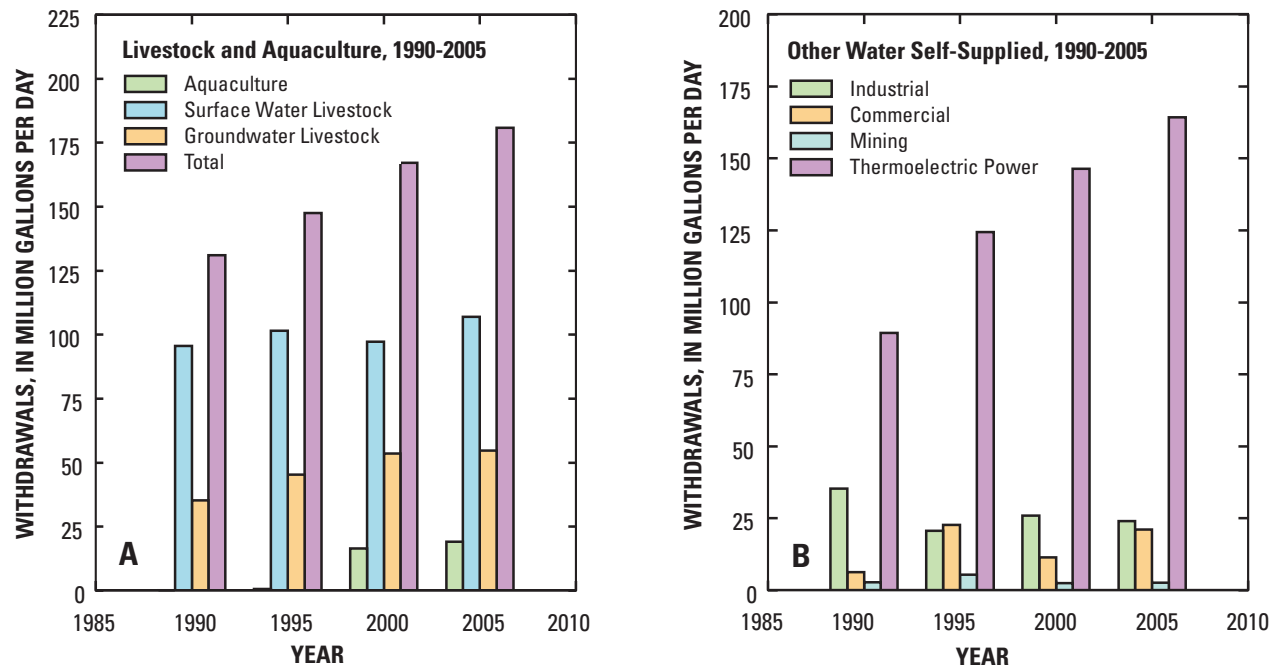 WITHDRAWALS, IN MILLION GALLONS PER DAY
225
200
175
150
125
100
75
50
25
0
Livestock and Aquaculture, 1990-2005
Aquaculture
Surface Water Livestock
Groundwater Livestock
Total
A
1985
1990
1995
2000
2005
2010
YEAR
WITHDRAWALS, IN MILLION GALLONS PER DAY
200
175
150
125
100
75
50
25
0
Other Water Self-Supplied, 1990-2005
Industrial
Commercial
Mining
Thermoelectric Power
B
1985
1990
1995
2000
2005
2010
YEAR